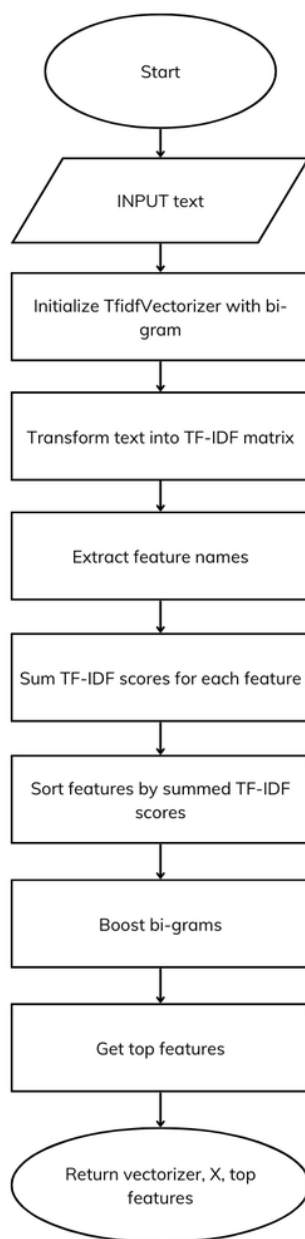 Start
INPUT text
Initialize TfidfVectorizer with bi-
gram
Transform text into TF-IDF matrix
Extract feature names
Sum TF-IDF scores for each feature
Sort features by summed TF-IDF
scores
Boost bi-grams
Get top features
Return vectorizer, X, top
features